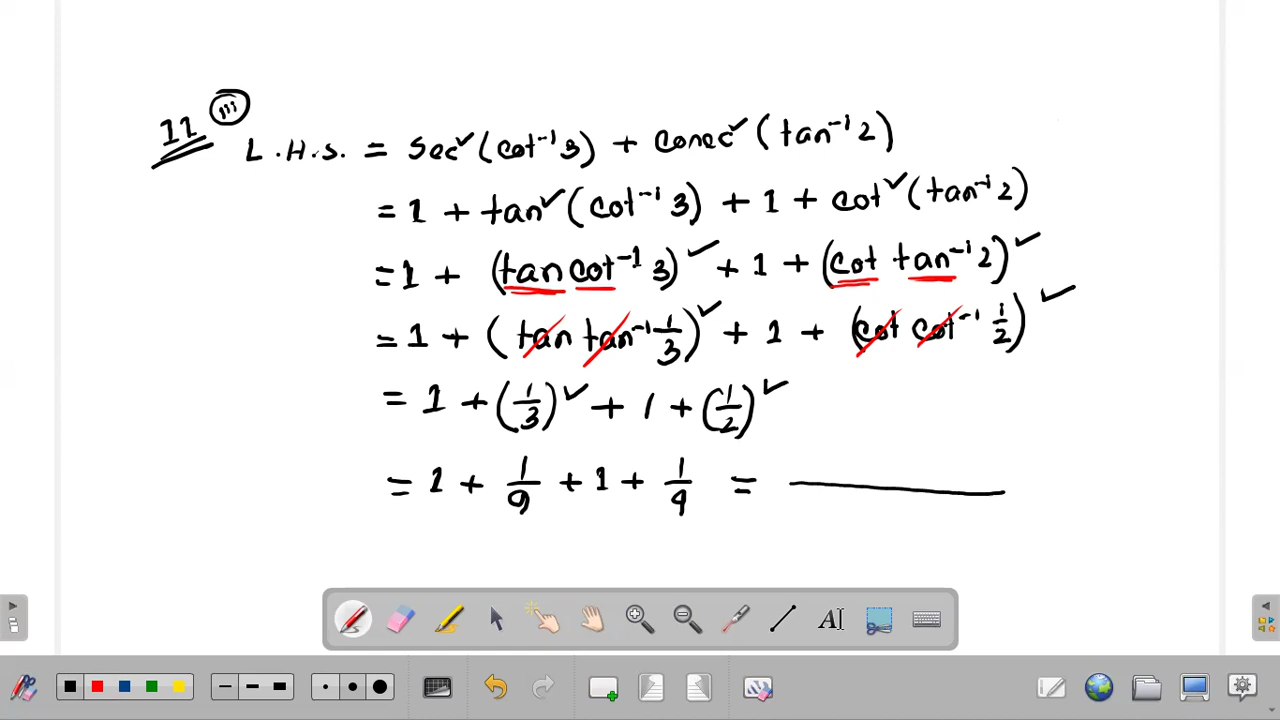 11 (iii)
L.H.S. = Sec²(cot⁻¹3) + Conec²(tan⁻¹2)
= 1 + tan²(cot⁻¹3) + 1 + cot²(tan⁻¹2)
= 1 + (tan cot⁻¹3)² + 1 + (cot tan⁻¹2)²
= 1 + (tan tan⁻¹ 1/3)² + 1 + (cot cot⁻¹ 1/2)²
= 1 + (1/3)² + 1 + (1/2)²
= 1 + 1/9 + 1 + 1/4 =